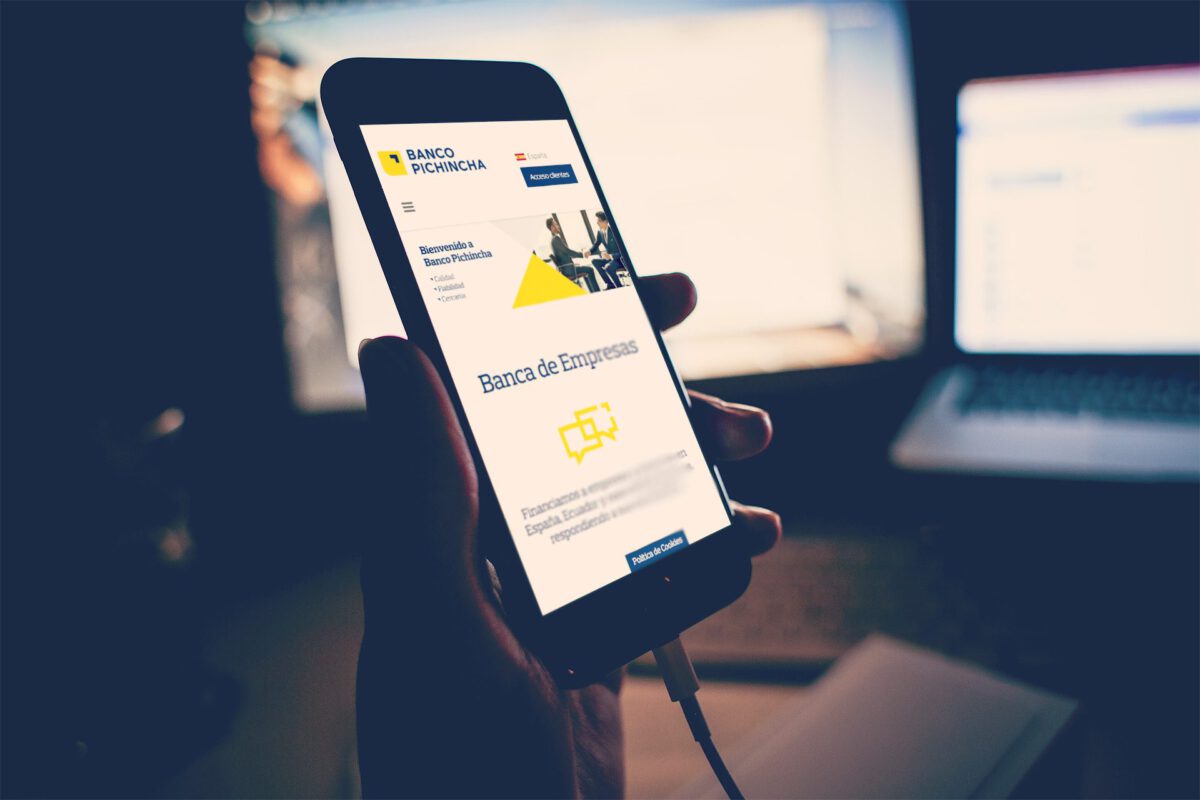 BANCO
PICHINCHA
España
Acceso clientes
Bienvenido a
Banco Pichincha
• Calidad
• Fiabilidad
• Cercanía
Banca de Empresas
Financiamos a empresas
España, Ecuador y
respondiendo a
Política de Cookies